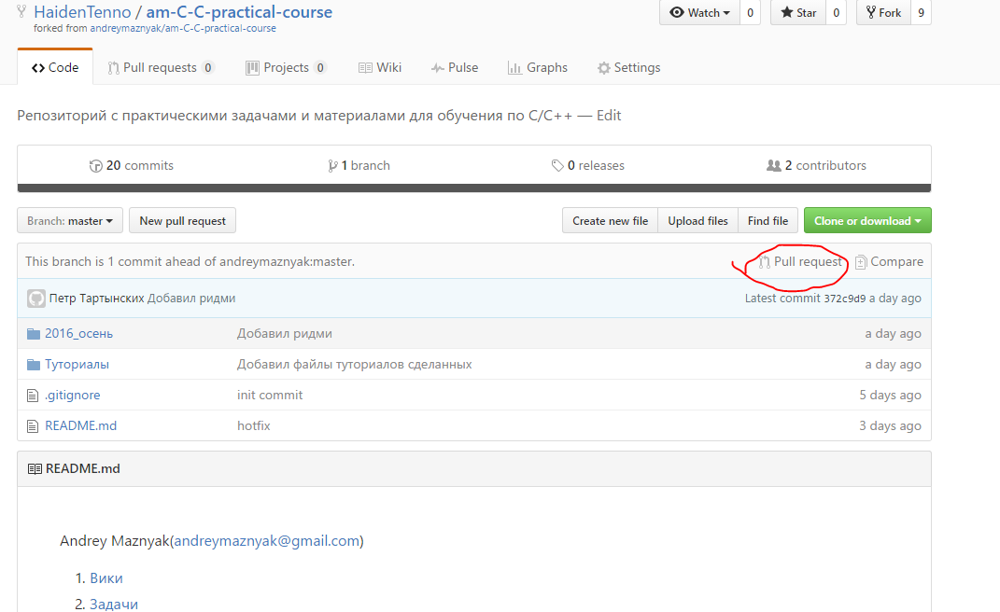 HaidenTenno / am-C-C-practical-course
Watch 0 Star 0 Fork 9
forked from andreymaznyak/am-C-C-practical-course
Code Pull requests 0 Projects 0 Wiki Pulse Graphs Settings
Репозиторий с практическими задачами и материалами для обучения по C/C++ — Edit
20 commits 1 branch 0 releases 2 contributors
Branch: master New pull request Create new file Upload files Find file Clone or download
This branch is 1 commit ahead of andreymaznyak:master. Pull request Compare
Петр Тартынских Добавил ридми Latest commit 372c9d9 a day ago
2016_осень Добавил ридми a day ago
Туториалы Добавил файлы туториалов сделанных a day ago
.gitignore init commit 5 days ago
README.md hotfix 3 days ago
README.md
Andrey Maznyak(andreymaznyak@gmail.com)
1. Вики
2. Задачи